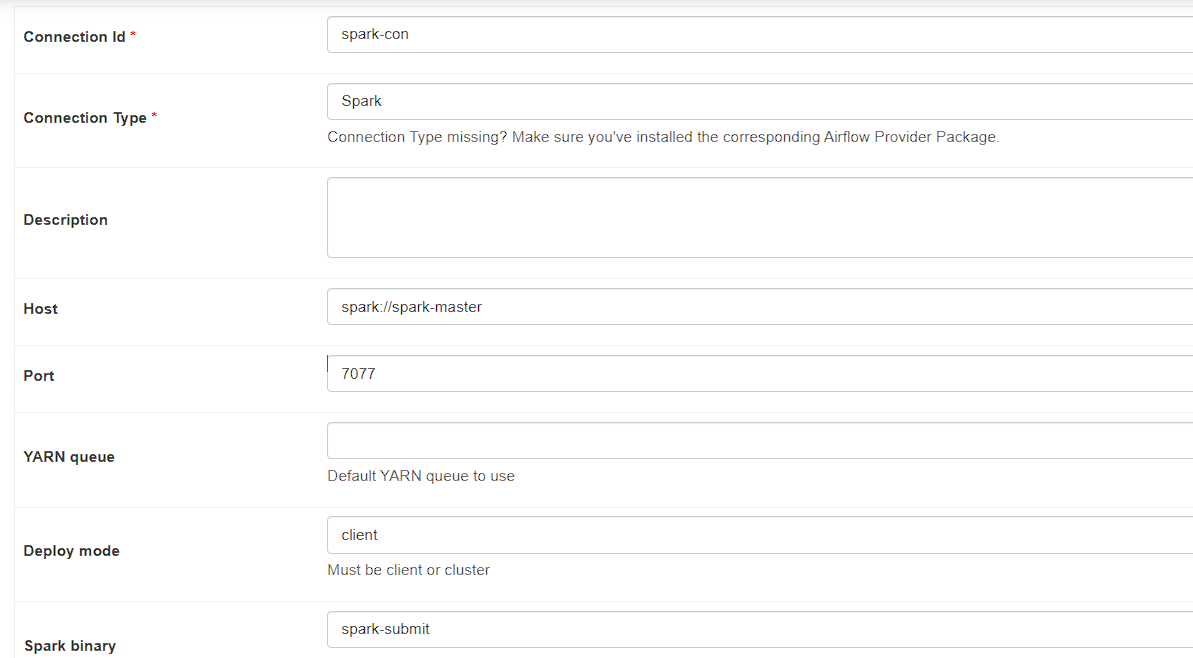 Connection Id *
spark-con
Connection Type *
Spark
Connection Type missing? Make sure you've installed the corresponding Airflow Provider Package.
Description
Host
spark://spark-master
Port
7077
YARN queue
Default YARN queue to use
Deploy mode
client
Must be client or cluster
Spark binary
spark-submit